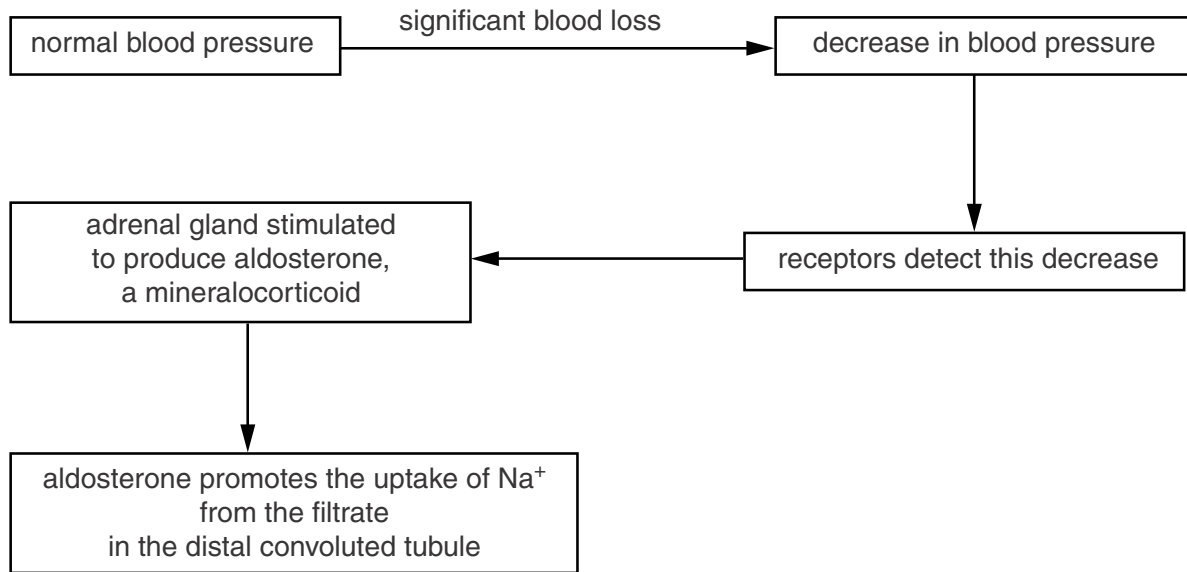 normal blood pressure
significant blood loss
decrease in blood pressure
receptors detect this decrease
adrenal gland stimulated
to produce aldosterone,
a mineralocorticoid
aldosterone promotes the uptake of Na⁺
from the filtrate
in the distal convoluted tubule